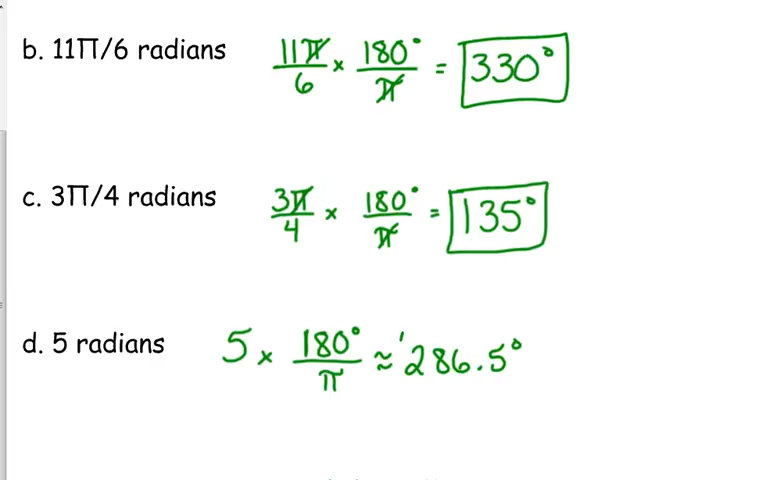 b. 11Π/6 radians 11π/6 × 180°/π = 330°
c. 3Π/4 radians 3π/4 × 180°/π = 135°
d. 5 radians 5 × 180°/π ≈ 286.5°